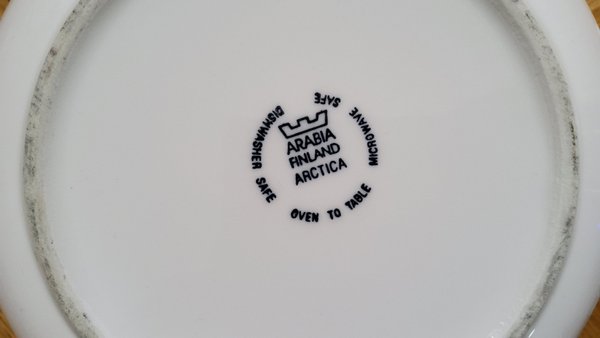 ARABIA
FINLAND
ARCTICA
DISHWASHER SAFE
OVEN TO TABLE
MICROWAVE SAFE